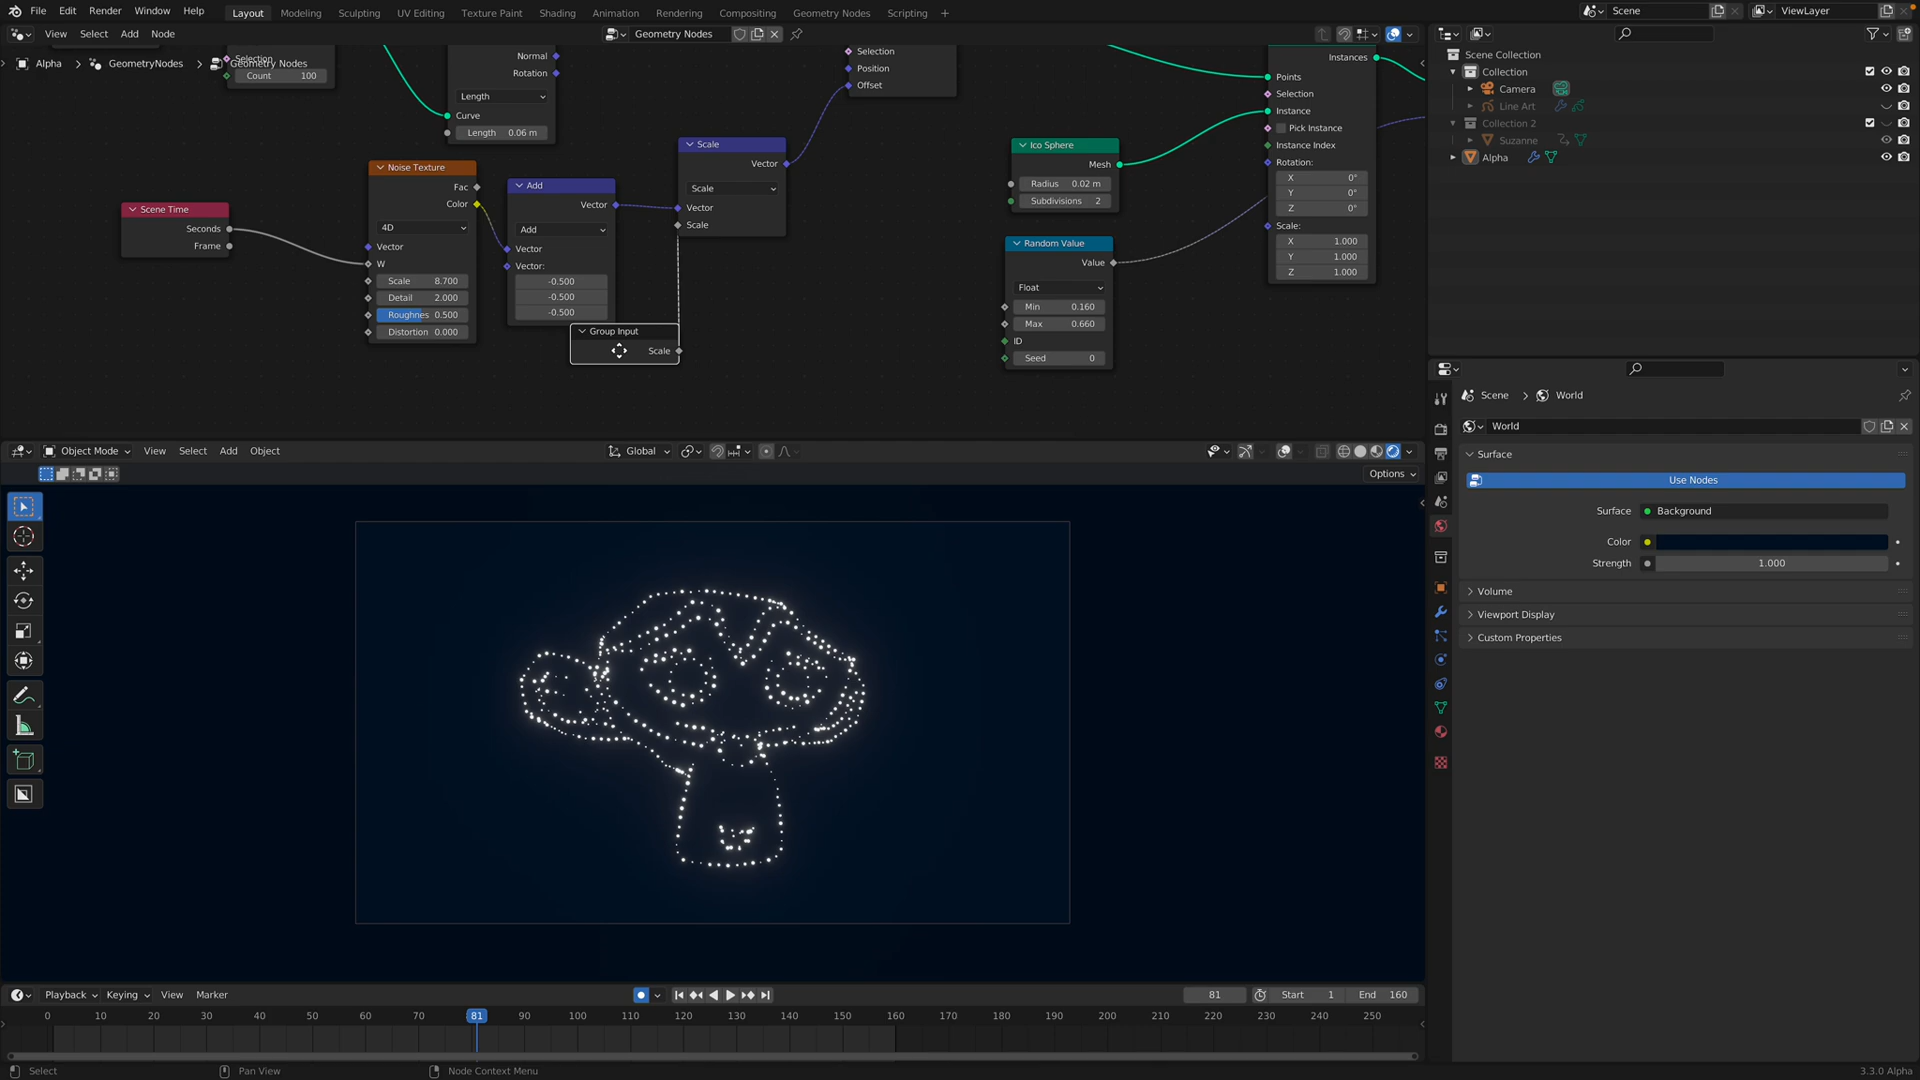 File Edit Render Window Help Layout Modeling Sculpting UV Editing Texture Paint Shading Animation Rendering Compositing Geometry Nodes Scripting + Scene ViewLayer
View Select Add Node Geometry Nodes
Alpha > GeometryNodes > Geometry Nodes
Selection
Count 100
Normal
Rotation
Length
Curve
Length 0.06 m
Selection
Position
Offset
Instances
Points
Selection
Instance
Pick Instance
Instance Index
Rotation:
X 0°
Y 0°
Z 0°
Scale:
X 1.000
Y 1.000
Z 1.000
Scene Time
Seconds
Frame
Noise Texture
Fac
Color
4D
Vector
W
Scale 8.700
Detail 2.000
Roughnes 0.500
Distortion 0.000
Add
Vector
Add
Vector
Vector:
-0.500
-0.500
-0.500
Group Input
Scale
Scale
Vector
Scale
Vector
Scale
Ico Sphere
Mesh
Radius 0.02 m
Subdivisions 2
Random Value
Value
Float
Min 0.160
Max 0.660
ID
Seed 0
Scene Collection
Collection
Camera
Line Art
Collection 2
Suzanne
Alpha
Scene > World
World
Surface
Use Nodes
Surface Background
Color
Strength 1.000
Volume
Viewport Display
Custom Properties
Object Mode View Select Add Object Global
Options
Playback Keying View Marker 81 Start 1 End 160
0 10 20 30 40 50 60 70 81 90 100 110 120 130 140 150 160 170 180 190 200 210 220 230 240 250
Select Pan View Node Context Menu 3.3.0 Alpha